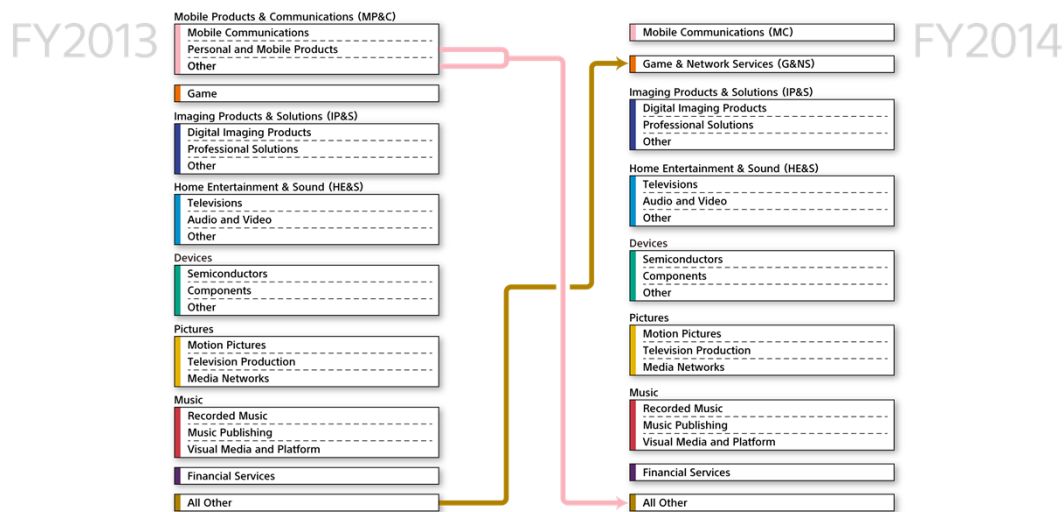 FY2013
Mobile Products & Communications (MP&C)
Mobile Communications
Personal and Mobile Products
Other
Game
Imaging Products & Solutions (IP&S)
Digital Imaging Products
Professional Solutions
Other
Home Entertainment & Sound (HE&S)
Televisions
Audio and Video
Other
Devices
Semiconductors
Components
Other
Pictures
Motion Pictures
Television Production
Media Networks
Music
Recorded Music
Music Publishing
Visual Media and Platform
Financial Services
All Other
FY2014
Mobile Communications (MC)
Game & Network Services (G&NS)
Imaging Products & Solutions (IP&S)
Digital Imaging Products
Professional Solutions
Other
Home Entertainment & Sound (HE&S)
Televisions
Audio and Video
Other
Devices
Semiconductors
Components
Other
Pictures
Motion Pictures
Television Production
Media Networks
Music
Recorded Music
Music Publishing
Visual Media and Platform
Financial Services
All Other